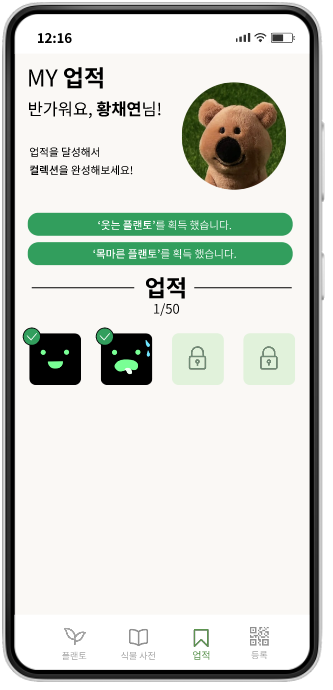 12:16
MY 업적
반가워요, 황채연님!
업적을 달성해서
컬렉션을 완성해보세요!
‘웃는 플랜토’를 획득 했습니다.
‘목마른 플랜토’를 획득 했습니다.
업적
1/50
플랜토 식물 사전 업적 등록